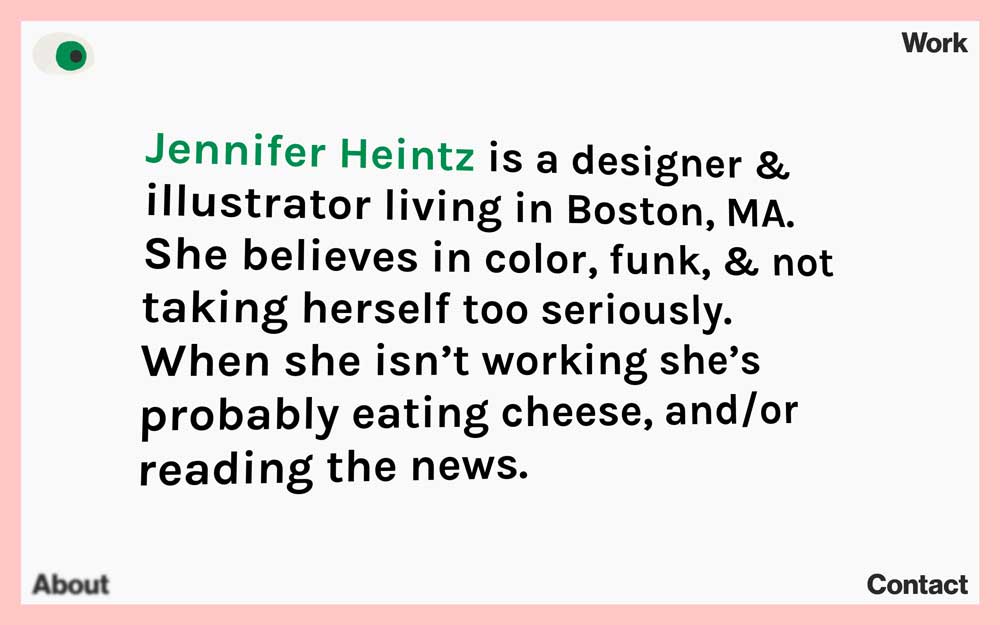 Work
Jennifer Heintz is a designer &
illustrator living in Boston, MA.
She believes in color, funk, & not
taking herself too seriously.
When she isn’t working she’s
probably eating cheese, and/or
reading the news.
About
Contact